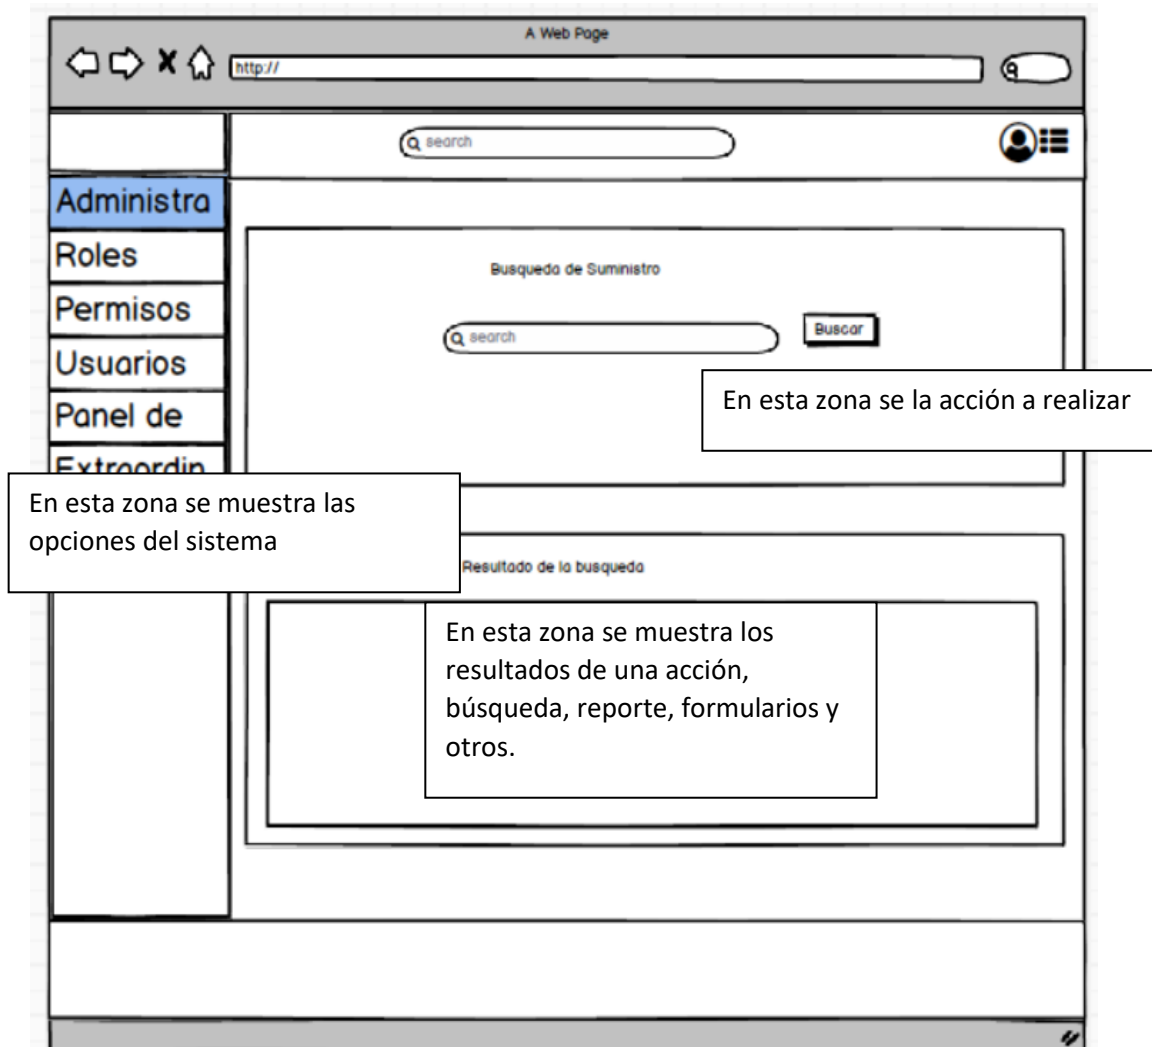 A Web Page
http://
search
Administra
Roles
Permisos
Usuarios
Panel de
Extraordin
Busqueda de Suministro
search
Buscar
En esta zona se la acción a realizar
En esta zona se muestra las
opciones del sistema
Resultado de la busqueda
En esta zona se muestra los
resultados de una acción,
búsqueda, reporte, formularios y
otros.